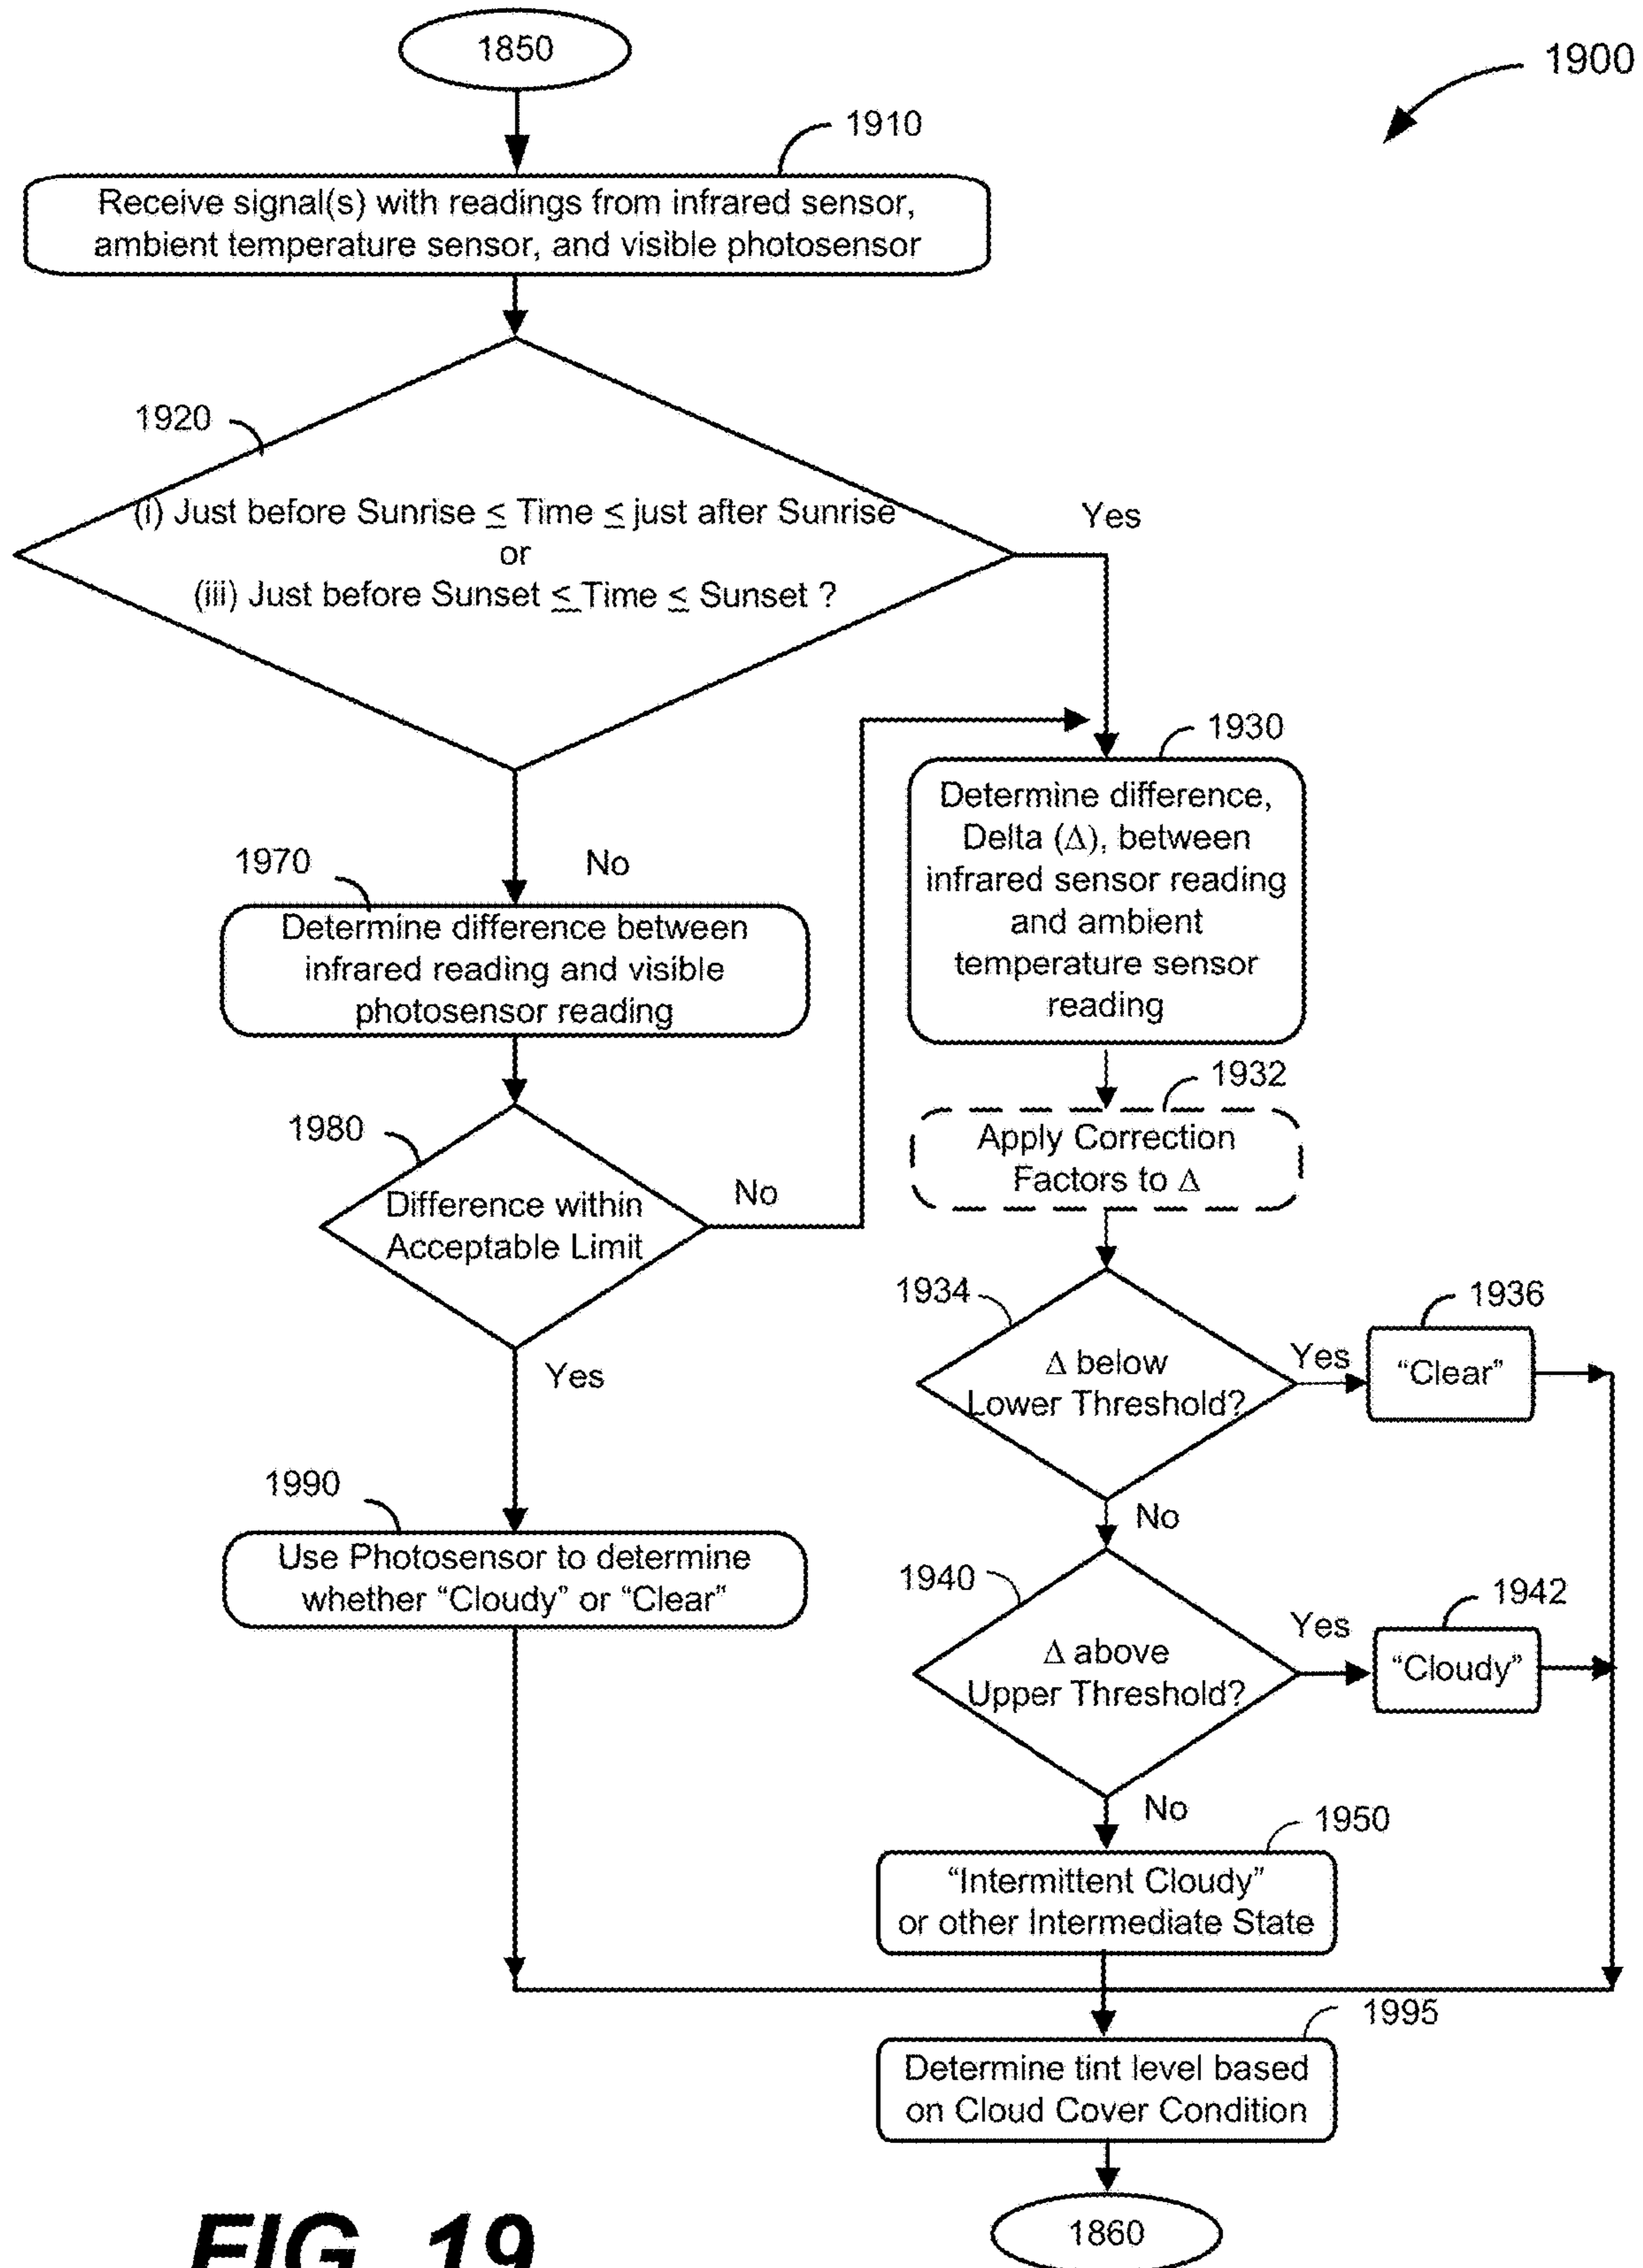 1850
1900
1910
Receive signal(s) with readings from infrared sensor,
ambient temperature sensor, and visible photosensor
1920
(i) Just before Sunrise ≤ Time ≤ just after Sunrise
or
(iii) Just before Sunset ≤ Time ≤ Sunset ?
Yes
No
1970
Determine difference between
infrared reading and visible
photosensor reading
1980
Difference within
Acceptable Limit
No
Yes
1990
Use Photosensor to determine
whether “Cloudy” or “Clear”
1930
Determine difference,
Delta (Δ), between
infrared sensor reading
and ambient
temperature sensor
reading
1932
Apply Correction
Factors to Δ
1934
Δ below
Lower Threshold?
Yes
1936
“Clear”
No
1940
Δ above
Upper Threshold?
Yes
1942
“Cloudy”
No
1950
“Intermittent Cloudy”
or other Intermediate State
1995
Determine tint level based
on Cloud Cover Condition
1860
FIG. 19